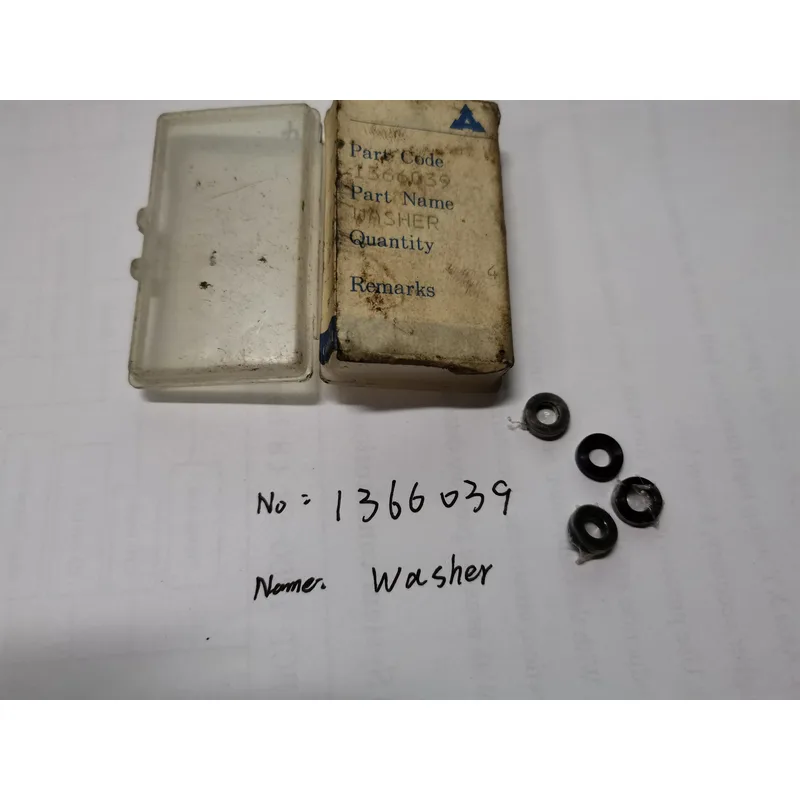 Part Code
1366039
Part Name
WASHER
Quantity
Remarks
No: 1366039
Name: Washer